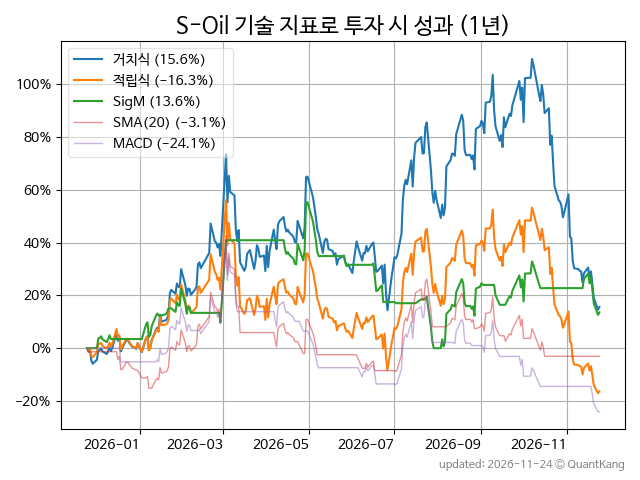 S-Oil 기술 지표로 투자 시 성과 (1년)
거치식 (15.6%)
적립식 (−16.3%)
SigM (13.6%)
SMA(20) (−3.1%)
MACD (−24.1%)
100%
80%
60%
40%
20%
0%
−20%
2026−01 2026−03 2026−05 2026−07 2026−09 2026−11
updated: 2026-11-24 © QuantKang